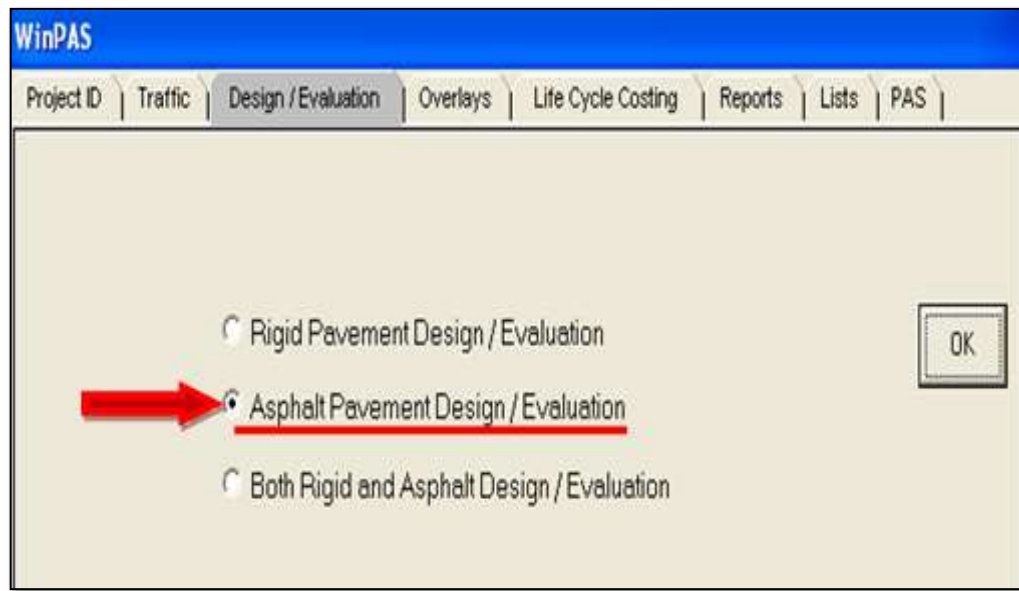 WinPAS
Project ID Traffic Design / Evaluation Overlays Life Cycle Costing Reports Lists PAS
Rigid Pavement Design / Evaluation
OK
Asphalt Pavement Design / Evaluation
Both Rigid and Asphalt Design / Evaluation